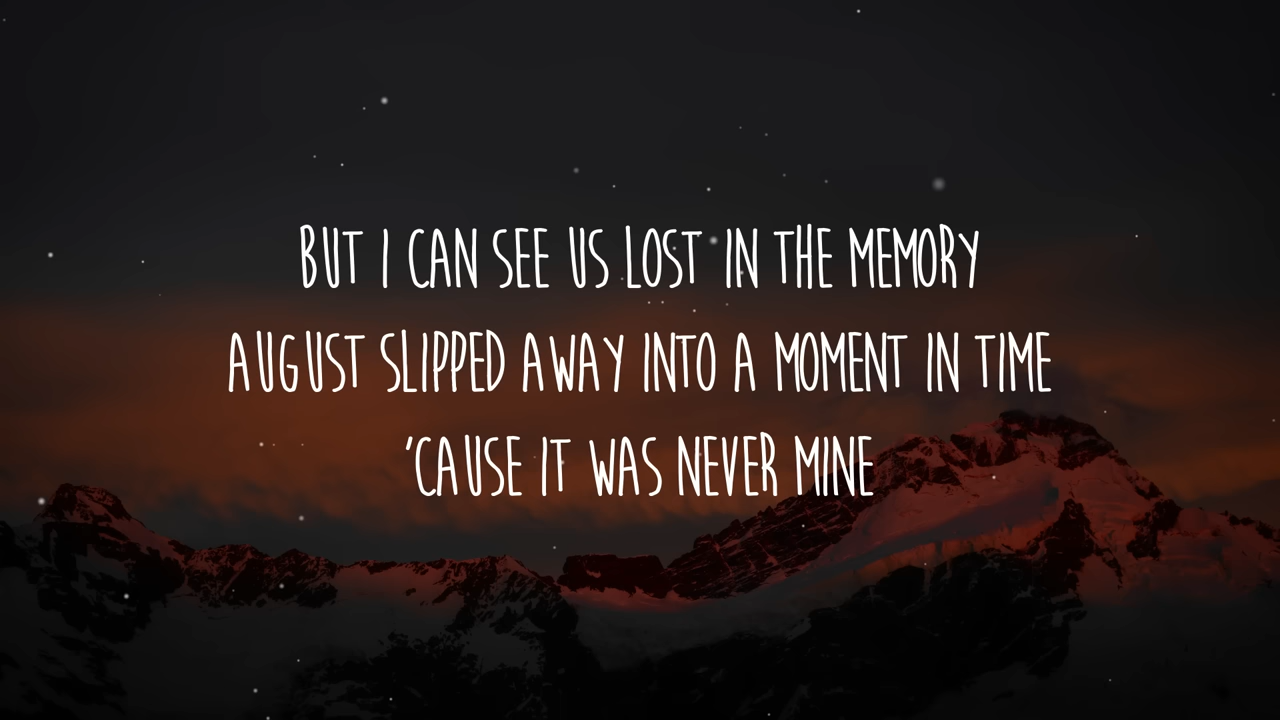 BUT I CAN SEE US LOST IN THE MEMORY
AUGUST SLIPPED AWAY INTO A MOMENT IN TIME
'CAUSE IT WAS NEVER MINE